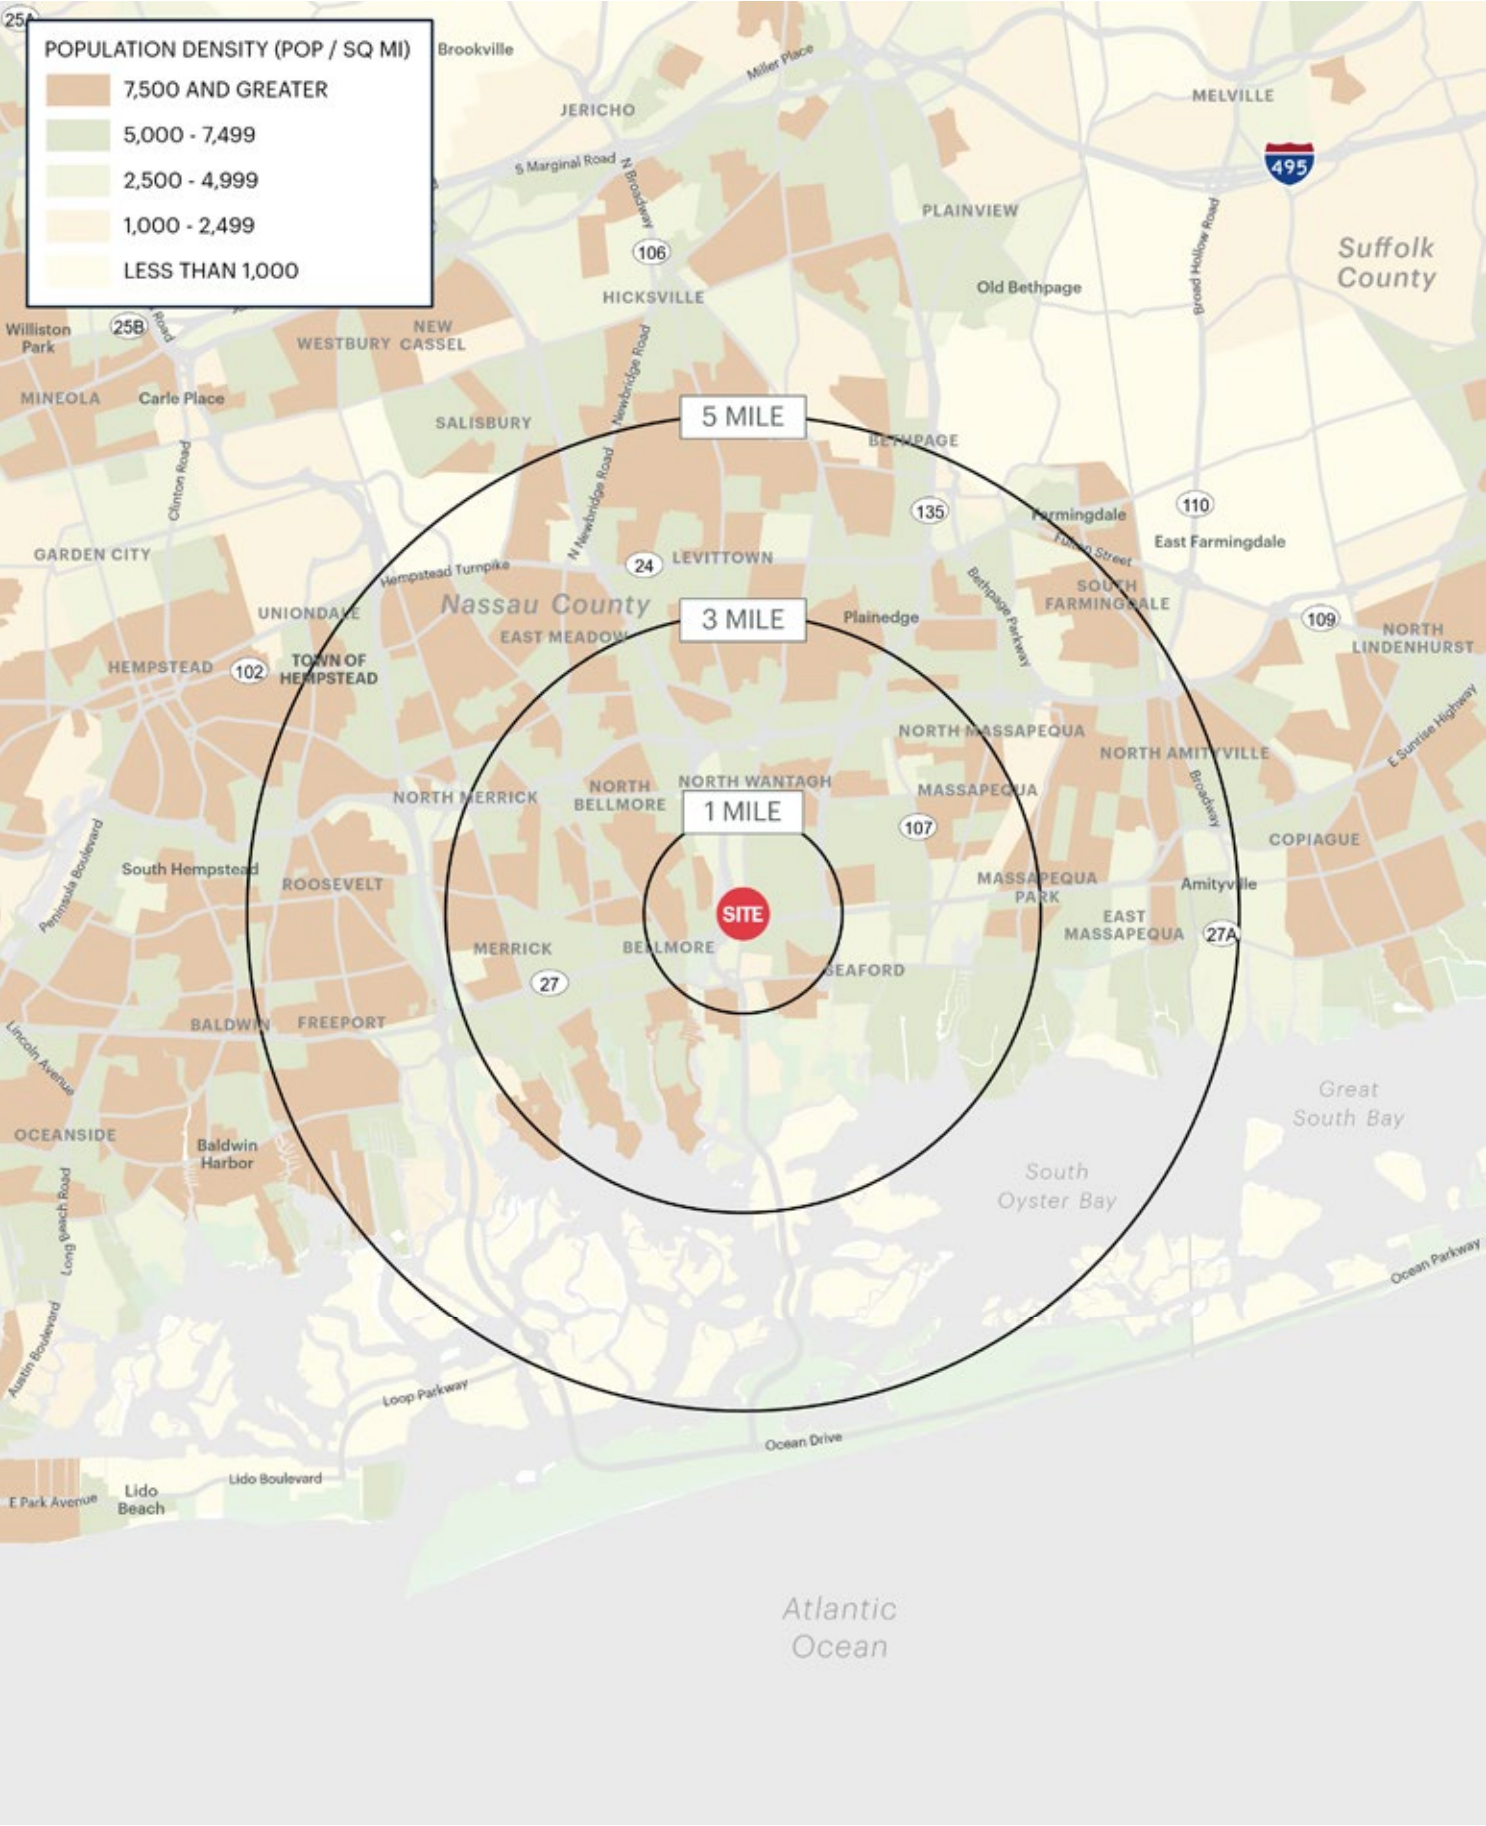 25A
POPULATION DENSITY (POP / SQ MI)
7,500 AND GREATER
5,000 - 7,499
2,500 - 4,999
1,000 - 2,499
LESS THAN 1,000
Brookville
Miller Place
JERICHO
MELVILLE
S Marginal Road
N Broadway
495
PLAINVIEW
Broad Hollow Road
106
Suffolk
County
Old Bethpage
HICKSVILLE
Williston
Park
25B
Road
NEW
WESTBURY CASSEL
Newbridge Road
MINEOLA
Carle Place
SALISBURY
5 MILE
BETHPAGE
Clinton Road
N Newbridge Road
135
110
Farmingdale
Fulton Street
East Farmingdale
GARDEN CITY
24
LEVITTOWN
Hempstead Turnpike
Bethpage Parkway
SOUTH
FARMINGDALE
Nassau County
UNIONDALE
3 MILE
Plainedge
109
EAST MEADOW
NORTH
LINDENHURST
HEMPSTEAD
102
TOWN OF
HEMPSTEAD
E Sunrise Highway
NORTH MASSAPEQUA
NORTH AMITYVILLE
Broadway
NORTH MERRICK
NORTH
BELLMORE
NORTH WANTAGH
MASSAPEQUA
1 MILE
107
COPIAGUE
Peninsula Boulevard
South Hempstead
ROOSEVELT
MASSAPEQUA
PARK
Amityville
SITE
EAST
MASSAPEQUA
27A
MERRICK
BELLMORE
SEAFORD
27
BALDWIN
FREEPORT
Lincoln Avenue
Great
South Bay
OCEANSIDE
Baldwin
Harbor
South
Oyster Bay
Long Beach Road
Ocean Parkway
Austin Boulevard
Loop Parkway
Ocean Drive
Lido Boulevard
E Park Avenue
Lido
Beach
Atlantic
Ocean